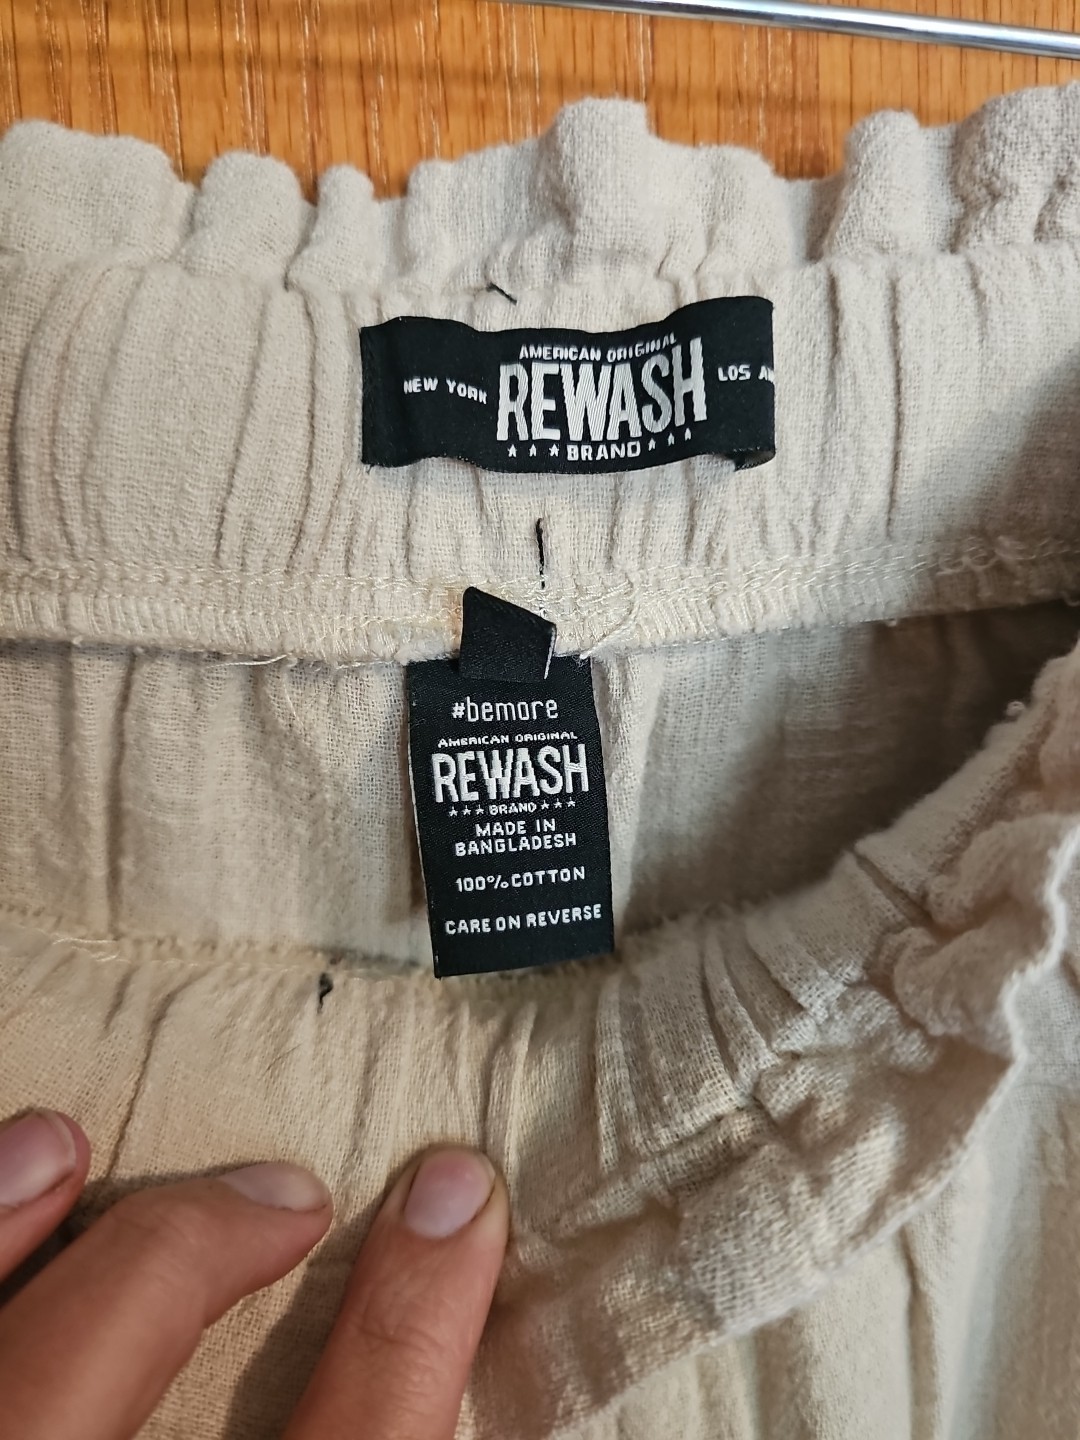 AMERICAN ORIGINAL
NEW YORK REWASH LOS
BRAND
#bemore
AMERICAN ORIGINAL
REWASH
BRAND
MADE IN
BANGLADESH
100% COTTON
CARE ON REVERSE